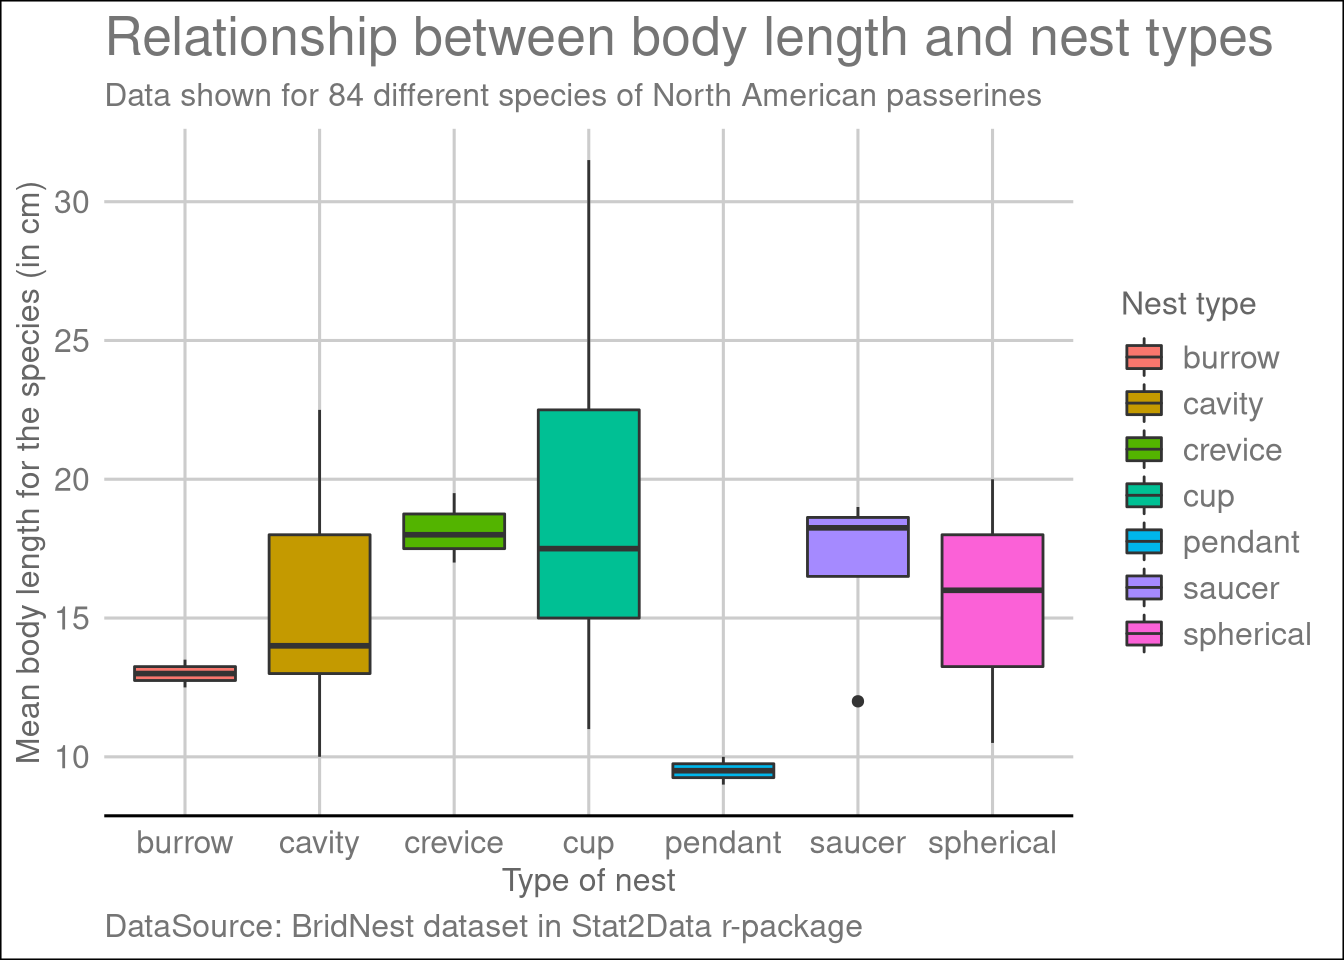 Relationship between body length and nest types
Data shown for 84 different species of North American passerines
Mean body length for the species (in cm)
30
25
20
15
10
burrow
cavity
crevice
cup
pendant
saucer
spherical
Type of nest
Nest type
burrow
cavity
crevice
cup
pendant
saucer
spherical
DataSource: BridNest dataset in Stat2Data r-package